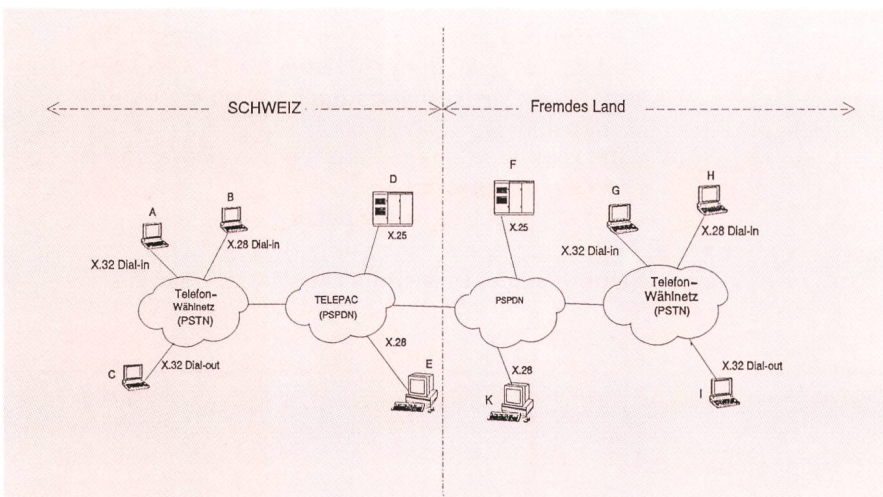 SCHWEIZ
Fremdes Land
A
B
D
F
G
H
X.25
X.25
X.28 Dial-in
X.32 Dial-in
X.28 Dial-in
X.32 Dial-in
Telefon-
Wählnetz
(PSTN)
TELEPAC
(PSPDN)
PSPDN
Telefon-
Wählnetz
(PSTN)
X.28
X.28
X.32 Dial-out
X.32 Dial-out
C
E
K
I